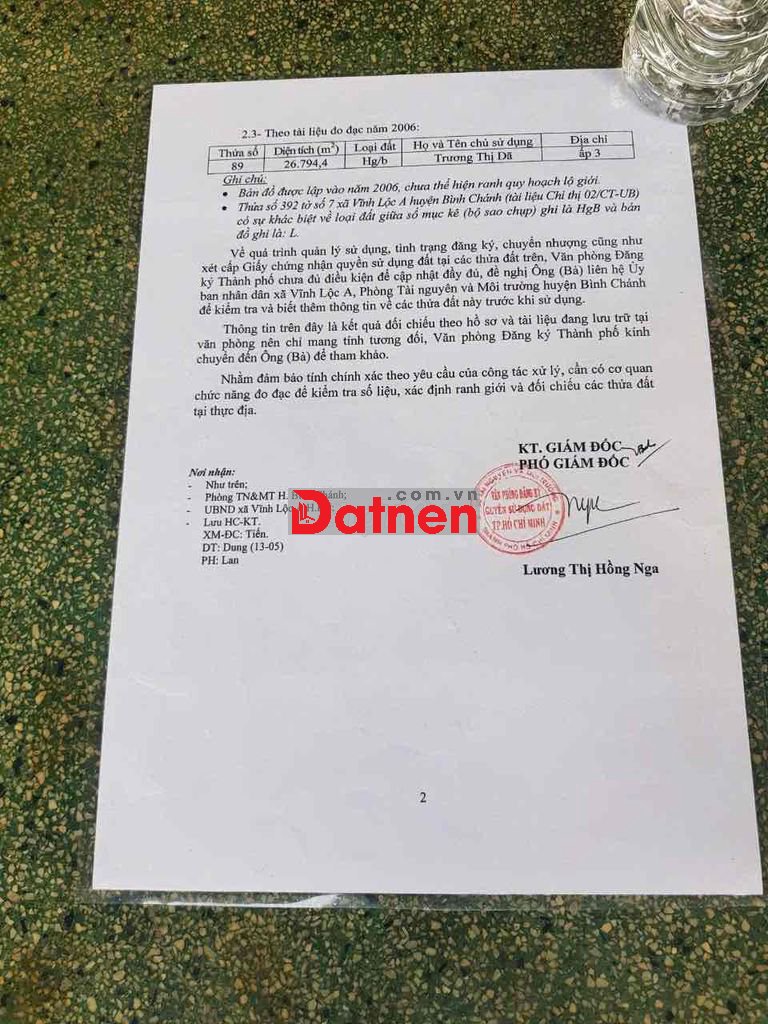 2.3- Theo tài liệu đo đạc năm 2006:
Thửa số Diện tích (m²) Loại đất Họ và Tên chủ sử dụng Địa chỉ
89 26.794,4 Hg/b Trương Thị Dã ấp 3
Ghi chú:
• Bản đồ được lập vào năm 2006, chưa thể hiện ranh quy hoạch lộ giới.
• Thửa số 392 tờ số 7 xã Vĩnh Lộc A huyện Bình Chánh (tài liệu Chỉ thị 02/CT-UB)
có sự khác biệt về loại đất giữa sổ mục kê (bộ sao chụp) ghi là HgB và bản
đồ ghi là: L.
Về quá trình quản lý sử dụng, tình trạng đăng ký, chuyển nhượng cũng như
xét cấp Giấy chứng nhận quyền sử dụng đất tại các thửa đất trên, Văn phòng Đăng
ký Thành phố chưa đủ điều kiện để cập nhật đầy đủ, đề nghị Ông (Bà) liên hệ Ủy
ban nhân dân xã Vĩnh Lộc A, Phòng Tài nguyên và Môi trường huyện Bình Chánh
để kiểm tra và biết thêm thông tin về các thửa đất này trước khi sử dụng.
Thông tin trên đây là kết quả đối chiếu theo hồ sơ và tài liệu đang lưu trữ tại
văn phòng nên chỉ mang tính tương đối, Văn phòng Đăng ký Thành phố kính
chuyển đến Ông (Bà) để tham khảo.
Nhằm đảm bảo tính chính xác theo yêu cầu của công tác xử lý, cần có cơ quan
chức năng đo đạc để kiểm tra số liệu, xác định ranh giới và đối chiếu các thửa đất
tại thực địa.
KT. GIÁM ĐỐC
PHÓ GIÁM ĐỐC
Nơi nhận:
- Như trên;
- Phòng TN&MT H.
- UBND xã Vĩnh Lộc
- Lưu HC-KT.
XM-ĐC: Tiến.
DT: Dung (13-05)
PH: Lan
.com.vn
Datnen
VĂN PHÒNG ĐĂNG KÝ
QUYỀN SỬ DỤNG ĐẤT
TP.HỒ CHÍ MINH
Lương Thị Hồng Nga
2